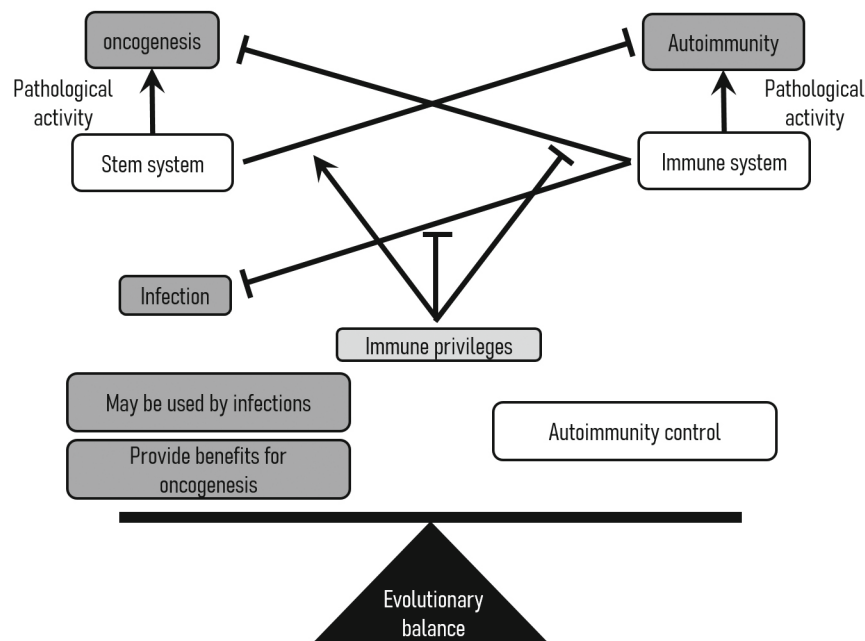 oncogenesis
Autoimmunity
Pathological
activity
Pathological
activity
Stem system
Immune system
Infection
Immune privileges
May be used by infections
Autoimmunity control
Provide benefits for
oncogenesis
Evolutionary
balance